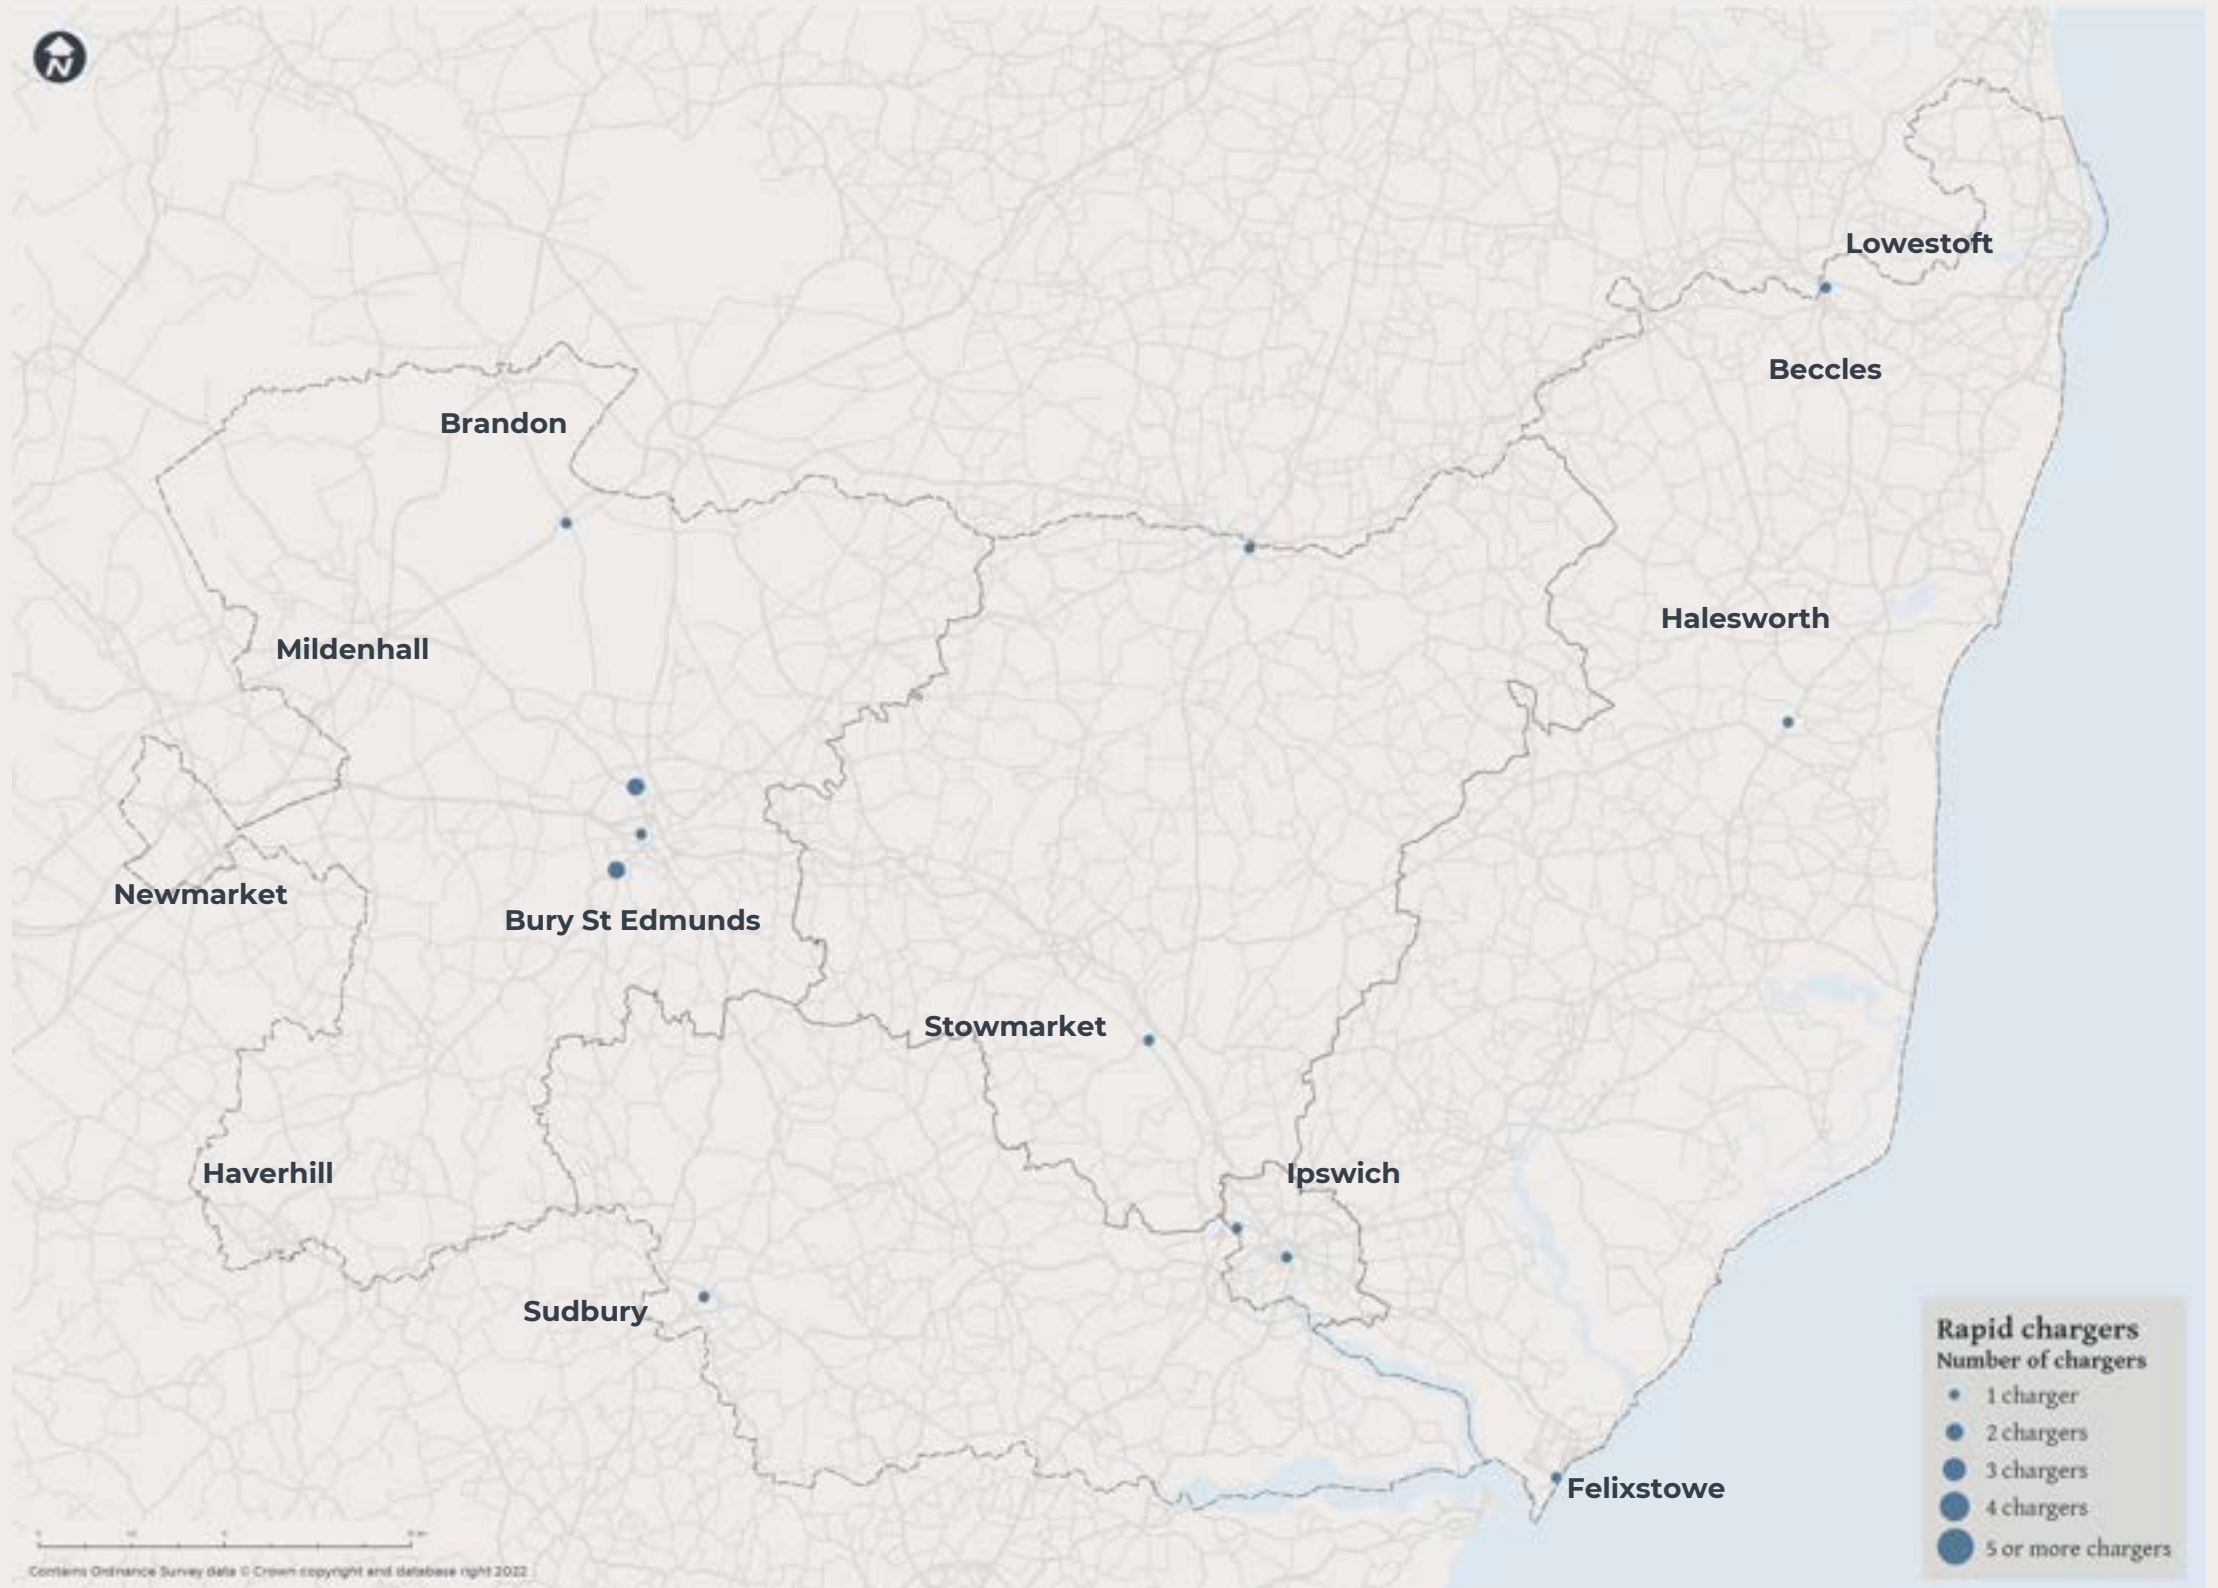 N
Lowestoft
Beccles
Brandon
Halesworth
Mildenhall
Newmarket
Bury St Edmunds
Stowmarket
Haverhill
Ipswich
Sudbury
Felixstowe
Rapid chargers
Number of chargers
1 charger
2 chargers
3 chargers
4 chargers
5 or more chargers
Contains Ordnance Survey data © Crown copyright and database right 2022